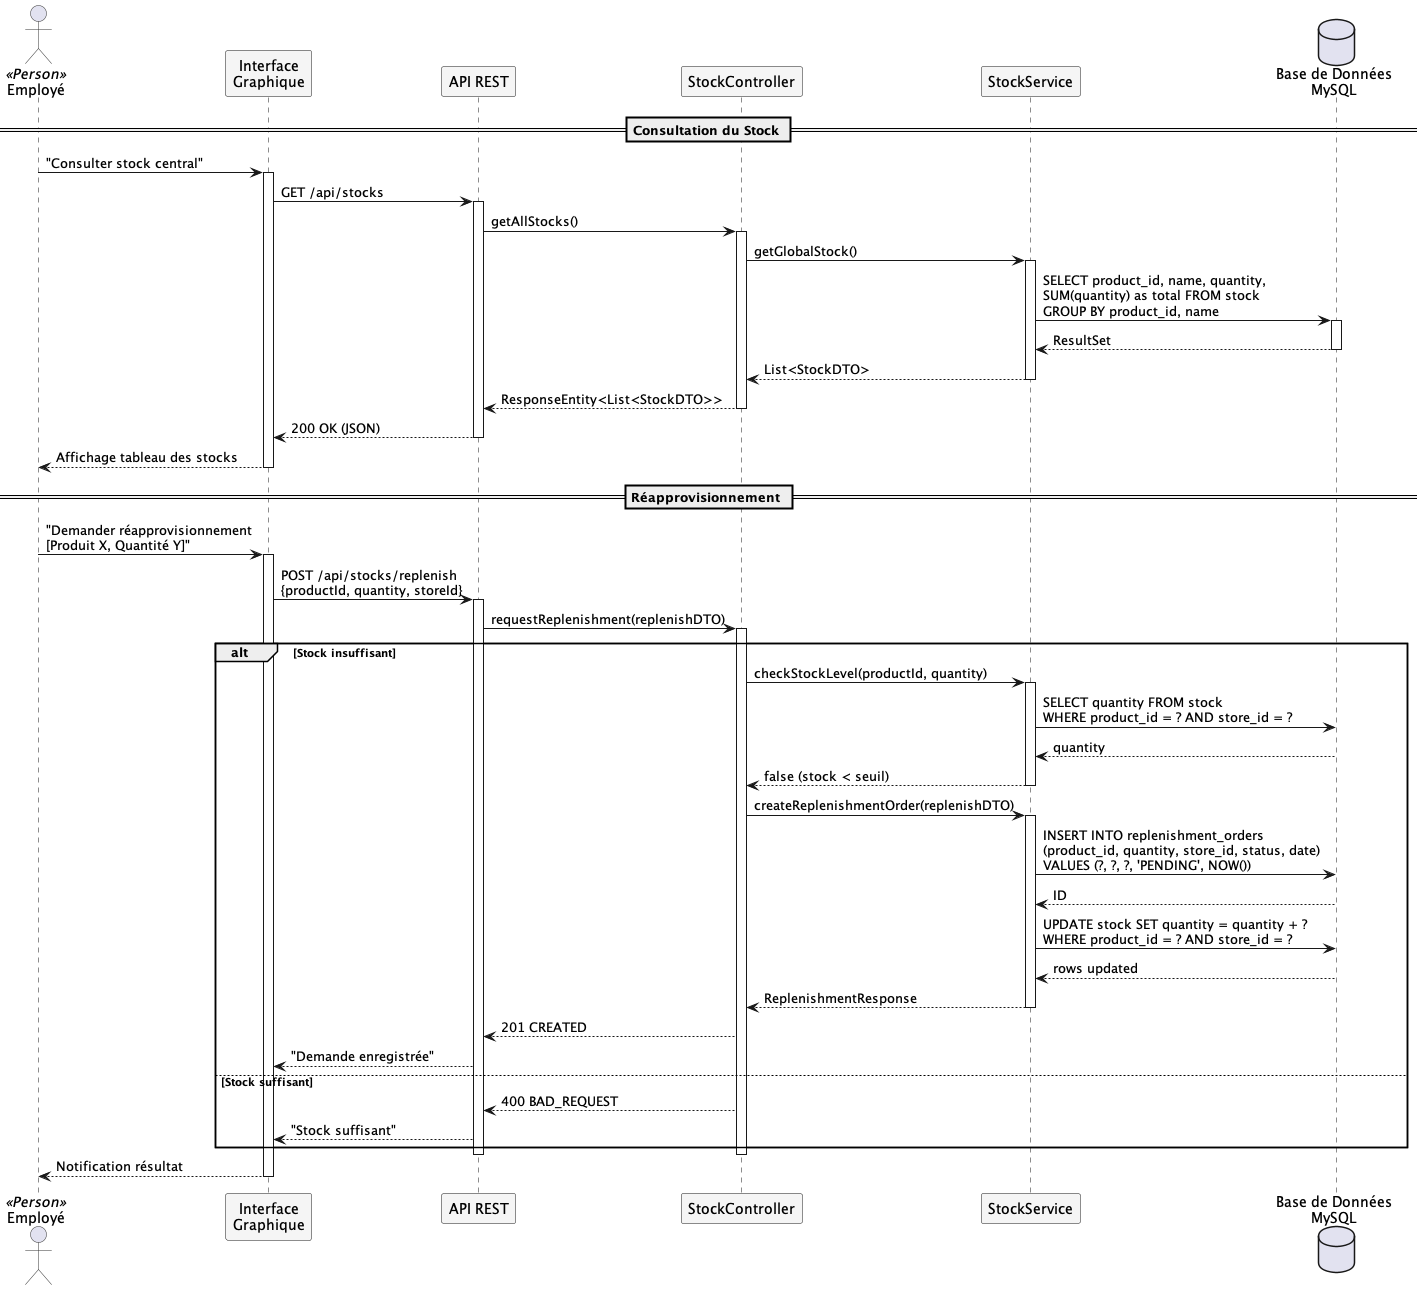 «Person»
Employé
Interface
Graphique
API REST
StockController
StockService
Base de Données
MySQL
Consultation du Stock
"Consulter stock central"
GET /api/stocks
getAllStocks()
getGlobalStock()
SELECT product_id, name, quantity,
SUM(quantity) as total FROM stock
GROUP BY product_id, name
ResultSet
List<StockDTO>
ResponseEntity<List<StockDTO>>
200 OK (JSON)
Affichage tableau des stocks
Réapprovisionnement
"Demander réapprovisionnement
[Produit X, Quantité Y]"
POST /api/stocks/replenish
{productId, quantity, storeId}
requestReplenishment(replenishDTO)
alt
[Stock insuffisant]
checkStockLevel(productId, quantity)
SELECT quantity FROM stock
WHERE product_id = ? AND store_id = ?
quantity
false (stock < seuil)
createReplenishmentOrder(replenishDTO)
INSERT INTO replenishment_orders
(product_id, quantity, store_id, status, date)
VALUES (?, ?, ?, 'PENDING', NOW())
ID
UPDATE stock SET quantity = quantity + ?
WHERE product_id = ? AND store_id = ?
rows updated
ReplenishmentResponse
201 CREATED
"Demande enregistrée"
[Stock suffisant]
400 BAD_REQUEST
"Stock suffisant"
Notification résultat
«Person»
Employé
Interface
Graphique
API REST
StockController
StockService
Base de Données
MySQL